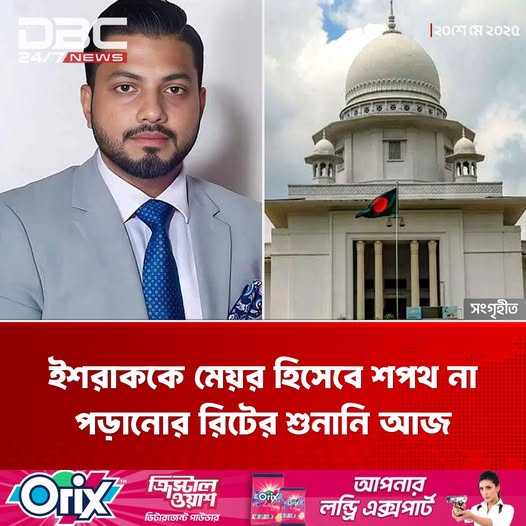 DBC
24/7 NEWS
২০শে মে ২০২৫
সংগৃহীত
ইশরাককে মেয়র হিসেবে শপথ না
পড়ানোর রিটের শুনানি আজ
Orix
ক্রিস্টাল
ওয়াশ
ডিটারজেন্ট পাউডার
Orix
আপনার
লন্ড্রি এক্সপার্ট